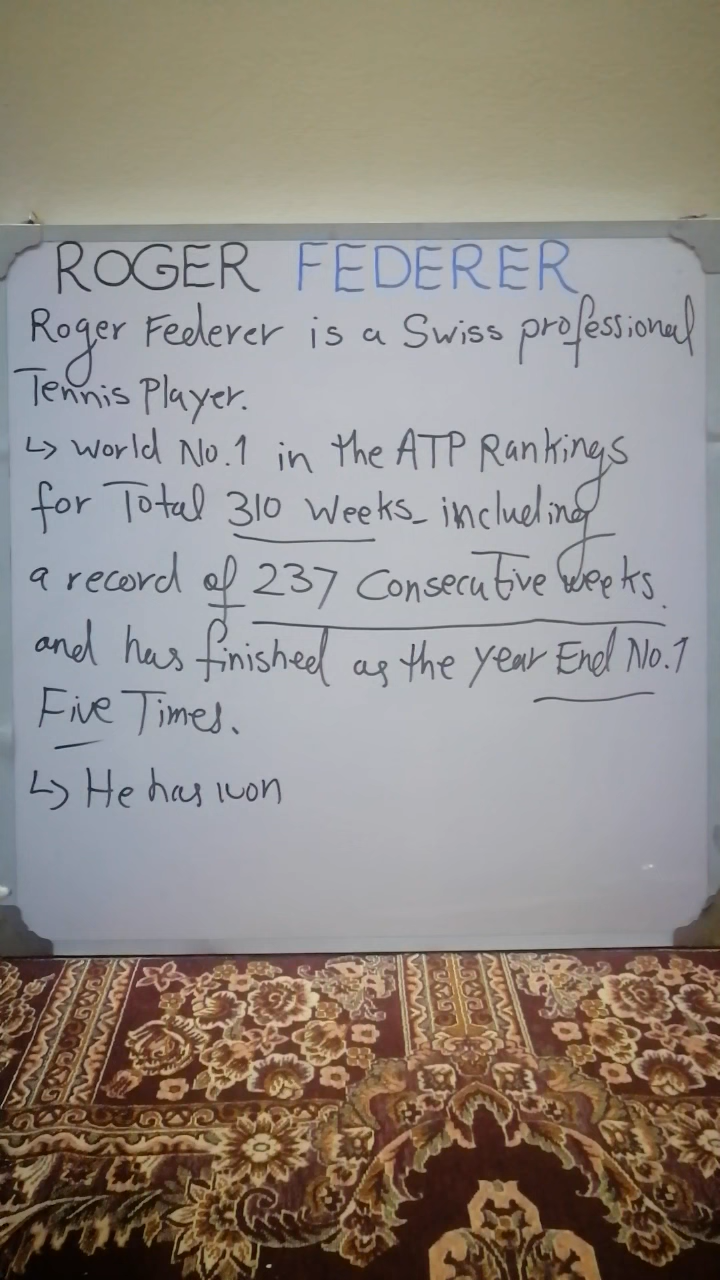 ROGER FEDERER
Roger Federer is a Swiss professional
Tennis Player.
↳ World No.1 in the ATP Rankings
for Total 310 Weeks_ including
a record of 237 Consecutive weeks.
and has finished as the year End No.1
Five Times.
↳ He has won